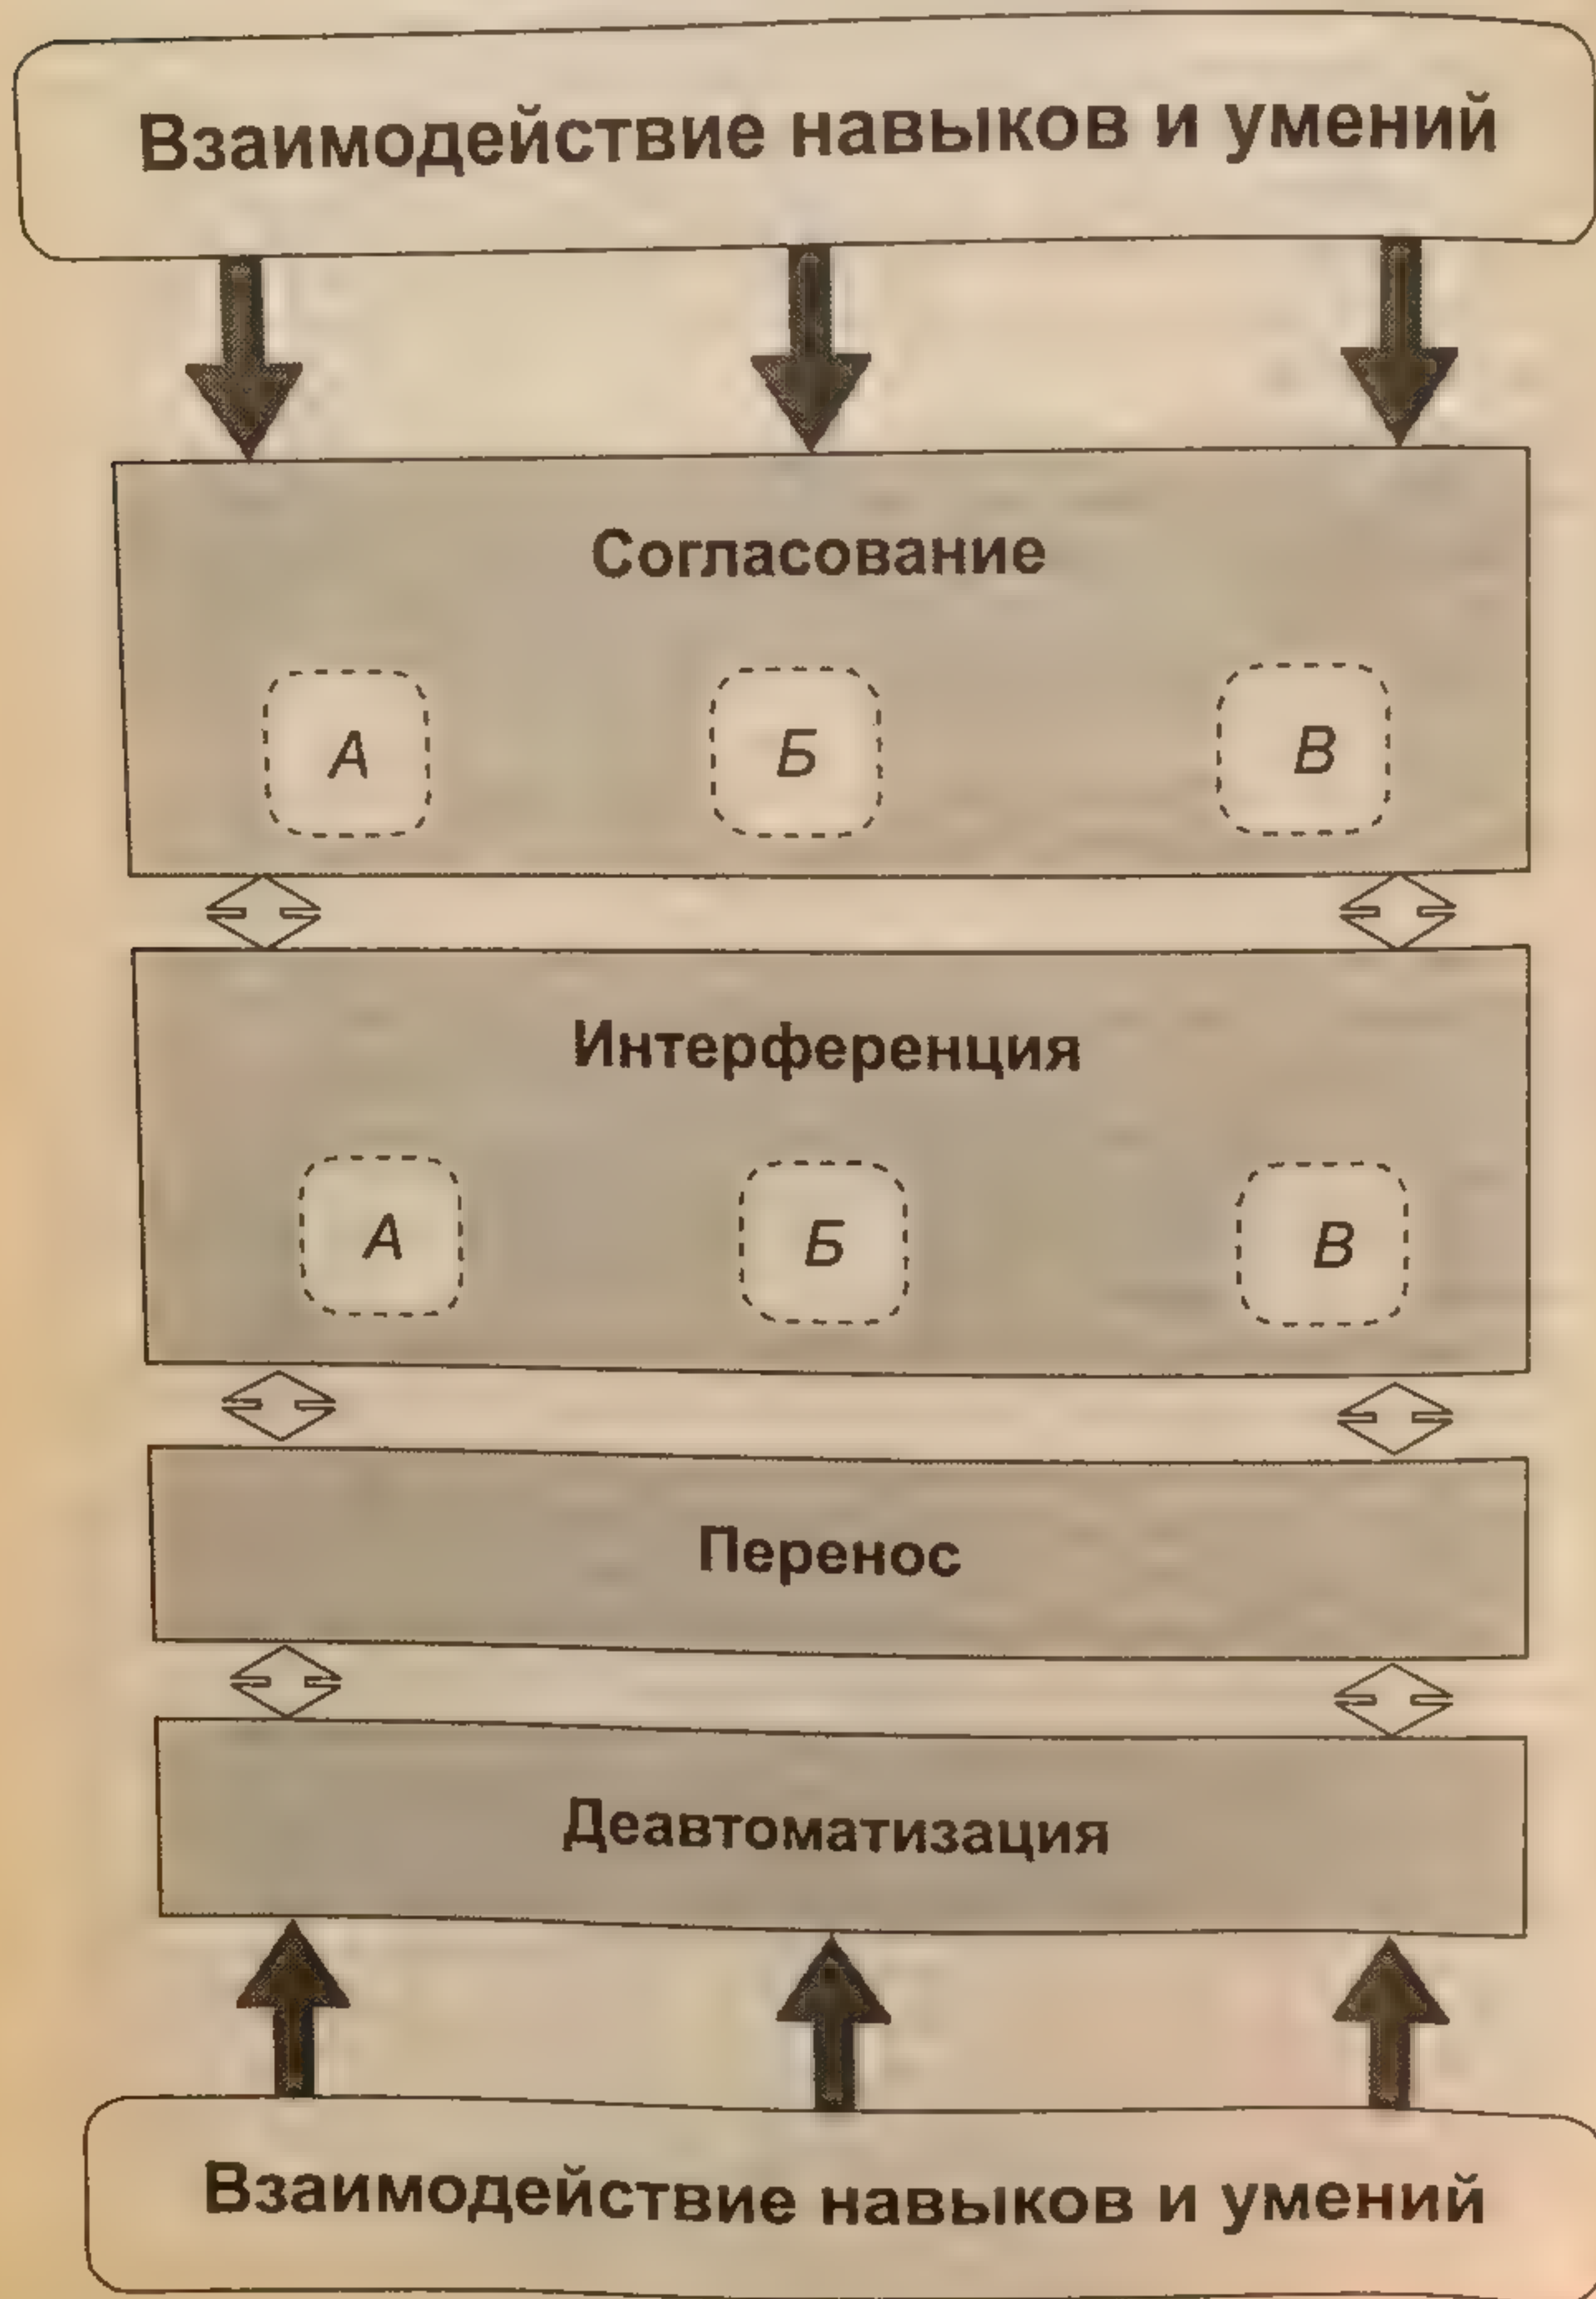 Взаимодействие навыков и умений
Согласование
А Б В
Интерференция
А Б В
Перенос
Деавтоматизация
Взаимодействие навыков и умений